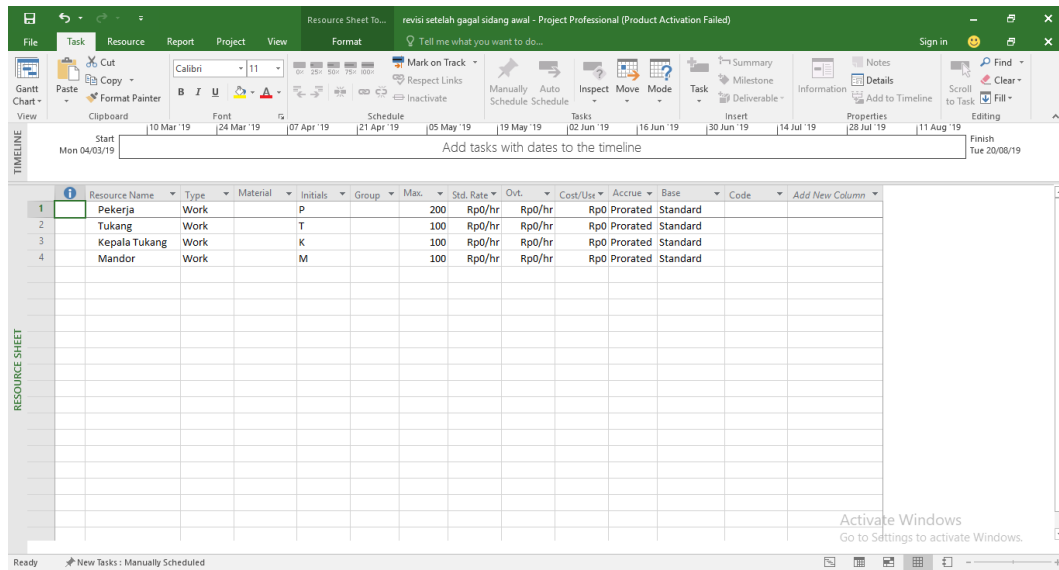 Resource Sheet To... revisi setelah gagal sidang awal - Project Professional (Product Activation Failed)
File Task Resource Report Project View Format Tell me what you want to do... Sign in
Gantt Chart
View
Paste
Cut
Copy
Format Painter
Clipboard
Calibri 11
B I U A
Font
0× 25× 50× 75× 100×
Mark on Track
Respect Links
Inactivate
Schedule
Manually Schedule
Auto Schedule
Inspect Move Mode
Tasks
Task
Summary
Milestone
Deliverable
Insert
Information
Notes
Details
Add to Timeline
Properties
Scroll to Task
Find
Clear
Fill
Editing
TIMELINE
10 Mar '19 24 Mar '19 07 Apr '19 21 Apr '19 05 May '19 19 May '19 02 Jun '19 16 Jun '19 30 Jun '19 14 Jul '19 28 Jul '19 11 Aug '19
Start
Mon 04/03/19
Add tasks with dates to the timeline
Finish
Tue 20/08/19
RESOURCE SHEET
Resource Name Type Material Initials Group Max. Std. Rate Ovt. Cost/Use Accrue Base Code Add New Column
1 Pekerja Work P 200 Rp0/hr Rp0/hr Rp0 Prorated Standard
2 Tukang Work T 100 Rp0/hr Rp0/hr Rp0 Prorated Standard
3 Kepala Tukang Work K 100 Rp0/hr Rp0/hr Rp0 Prorated Standard
4 Mandor Work M 100 Rp0/hr Rp0/hr Rp0 Prorated Standard
Activate Windows
Go to Settings to activate Windows.
Ready New Tasks : Manually Scheduled